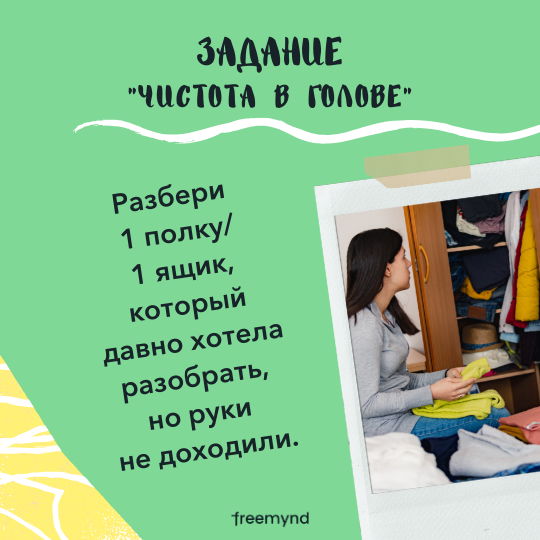 ЗАДАНИЕ
"ЧИСТОТА В ГОЛОВЕ"
Разбери
1 полку/
1 ящик,
который
давно хотела
разобрать,
но руки
не доходили.
freemynd